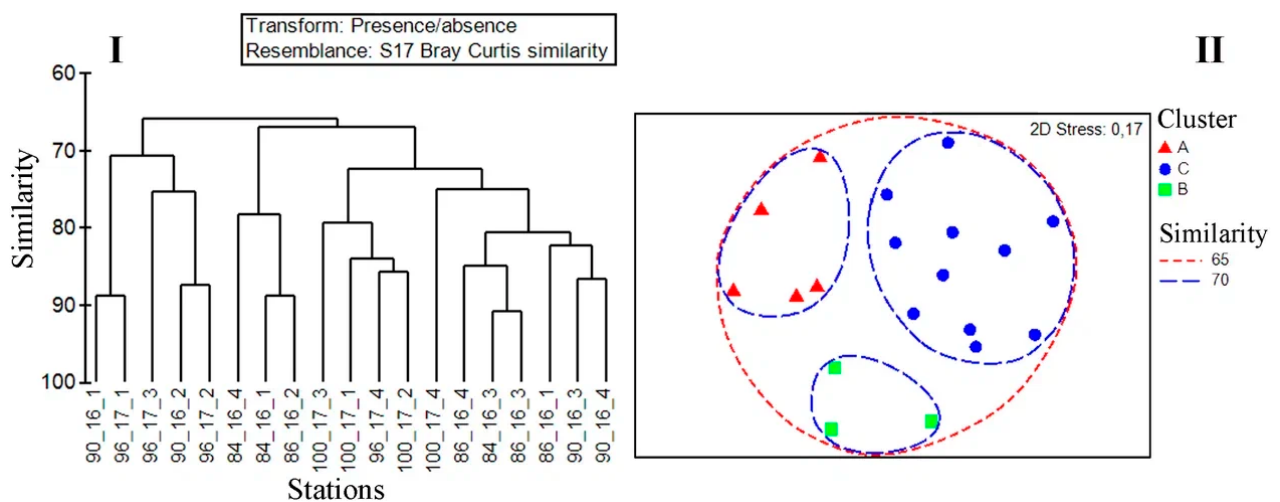 I
Transform: Presence/absence
Resemblance: S17 Bray Curtis similarity
60
70
80
90
100
Similarity
90_16_1
96_17_1
96_17_3
90_16_2
96_17_2
84_16_4
84_16_1
86_16_2
100_17_3
100_17_1
96_17_4
100_17_2
100_17_4
86_16_4
84_16_3
86_16_3
86_16_1
90_16_3
90_16_4
Stations
II
2D Stress: 0,17
Cluster
A
C
B
Similarity
65
70